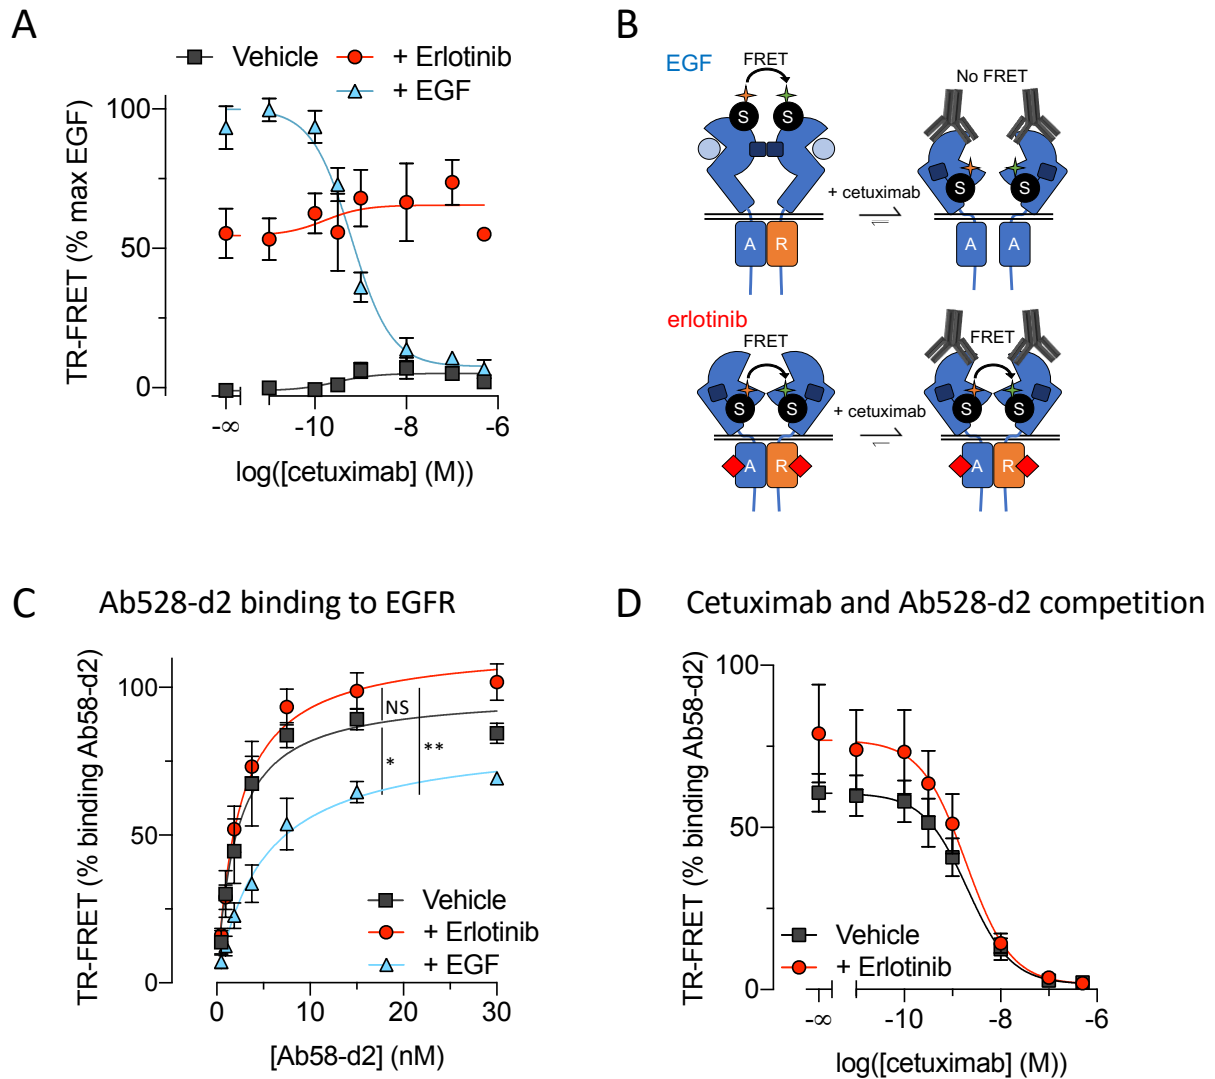 A
Vehicle
+ Erlotinib
+ EGF
TR-FRET (% max EGF)
100
50
0
-∞
-10
-8
-6
log([cetuximab] (M))
B
EGF
FRET
S
S
A
R
+ cetuximab
No FRET
S
S
A
A
erlotinib
FRET
S
S
A
R
+ cetuximab
FRET
S
S
A
R
C
Ab528-d2 binding to EGFR
TR-FRET (% binding Ab58-d2)
100
50
0
NS
*
**
Vehicle
+ Erlotinib
+ EGF
0
10
20
30
[Ab58-d2] (nM)
D
Cetuximab and Ab528-d2 competition
TR-FRET (% binding Ab58-d2)
100
50
0
Vehicle
+ Erlotinib
-∞
-10
-8
-6
log([cetuximab] (M))